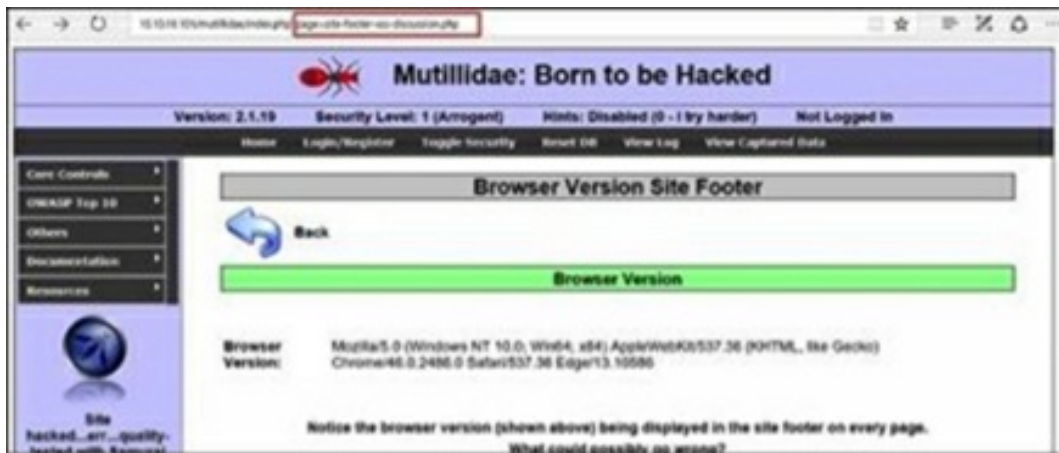 page=site-footer-xss-discussion.php
Mutillidae: Born to be Hacked
Version: 2.1.19 Security Level: 1 (Arrogent) Hints: Disabled (0 - I try harder) Not Logged In
Home Login/Register Toggle Security Reset DB View Log View Captured Data
Core Controls
OWASP Top 10
Others
Documentation
Resources
Browser Version Site Footer
Back
Browser Version
Browser Version: Mozilla/5.0 (Windows NT 10.0; Win64; x64) AppleWebKit/537.36 (KHTML, like Gecko)
Chrome/46.0.2486.0 Safari/537.36 Edge/13.10586
Site
hacked...err...quality-
tested with Samurai
Notice the browser version (shown above) being displayed in the site footer on every page.
What could possibly go wrong?